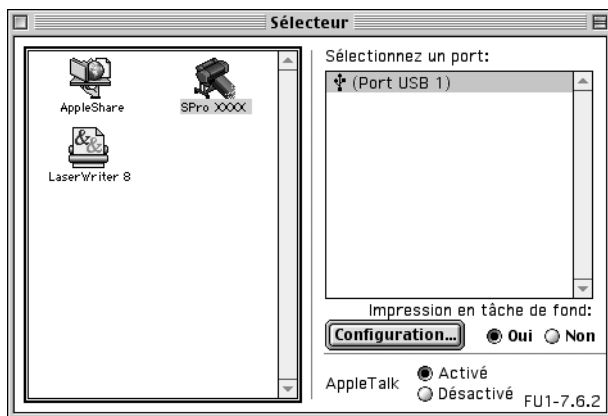 Sélecteur
AppleShare
SPro XXXX
LaserWriter 8
Sélectionnez un port:
(Port USB 1)
Impression en tâche de fond:
Configuration...
Oui
Non
AppleTalk
Activé
Désactivé
FU1-7.6.2